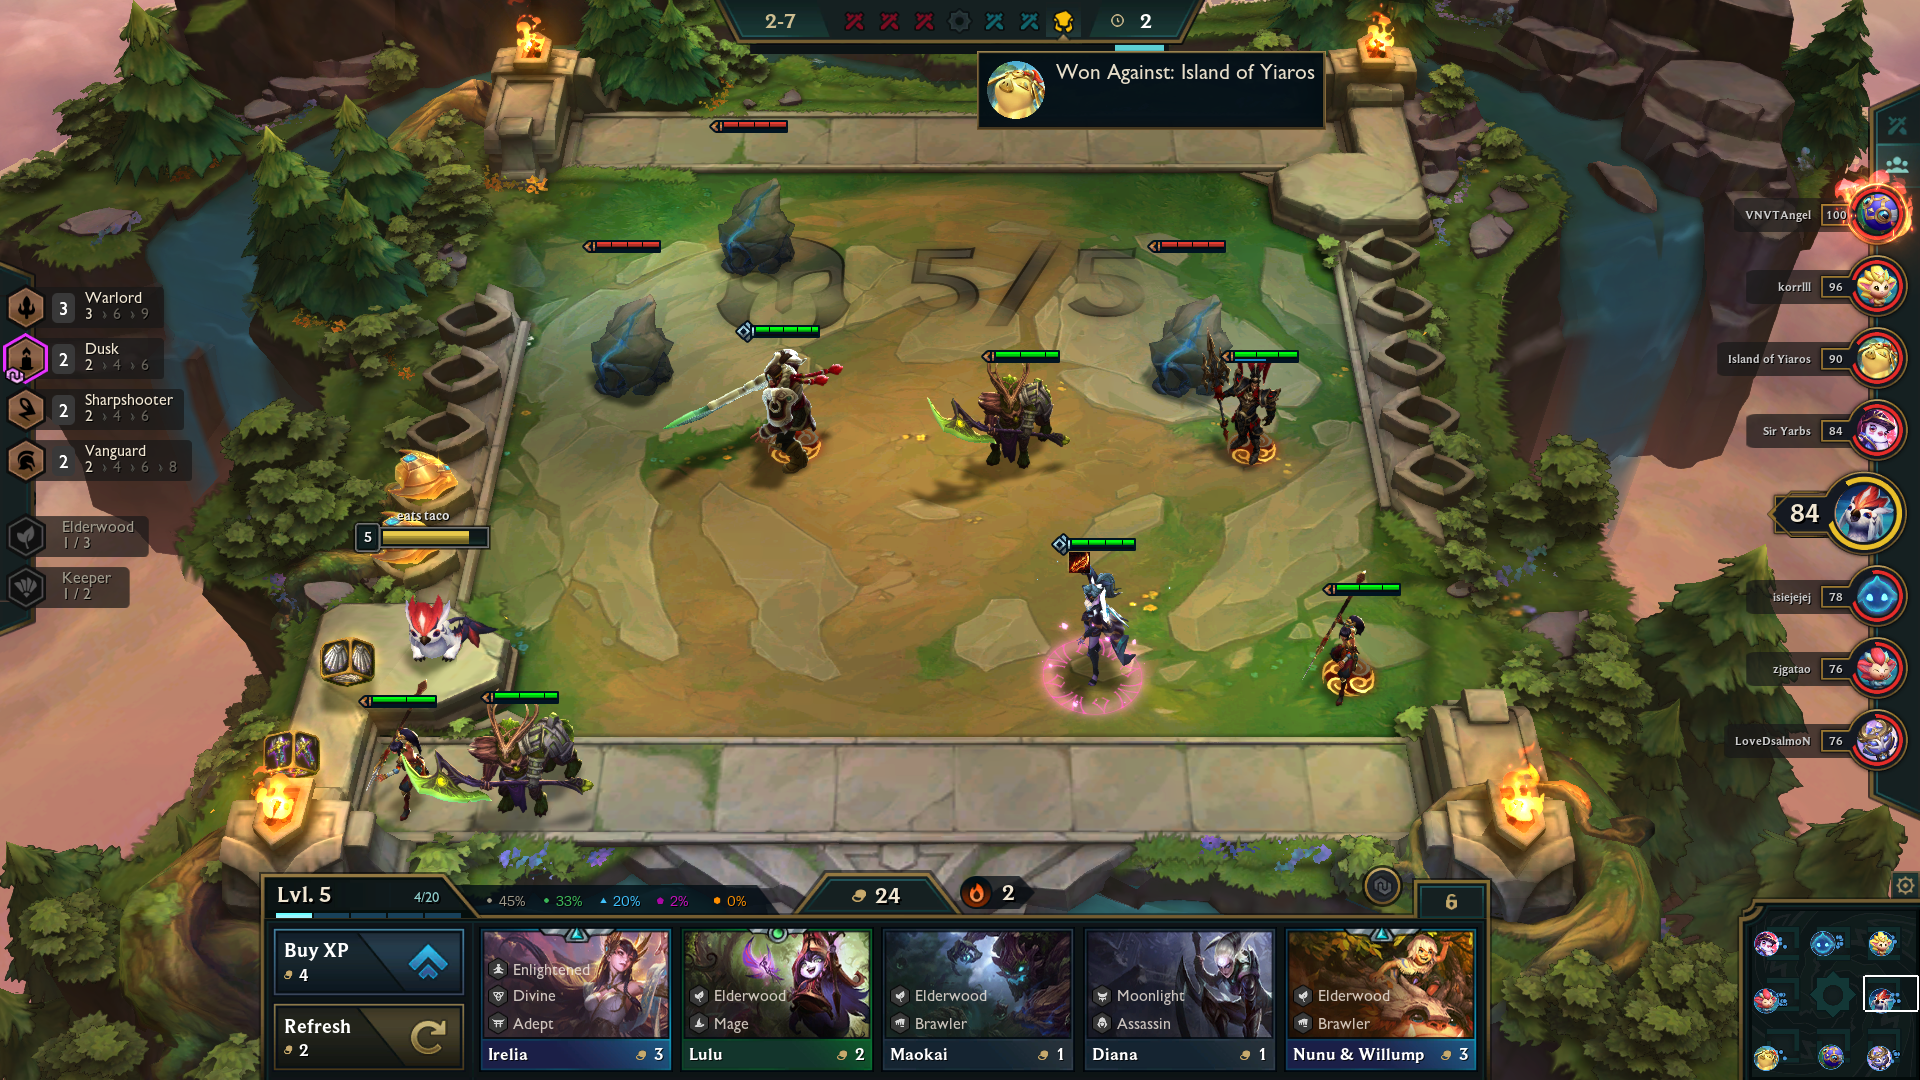 2-7
2
Won Against: Island of Yiaros
5/5
3
Warlord
3 › 6 › 9
2
Dusk
2 › 4 › 6
2
Sharpshooter
2 › 4 › 6
2
Vanguard
2 › 4 › 6 › 8
Elderwood
1 / 3
Keeper
1 / 2
eats taco
5
VNVTAngel
100
korrlll
96
Island of Yiaros
90
Sir Yarbs
84
84
isiejejej
78
zjgatao
76
LoveDsalmoN
76
Lvl. 5
4/20
45%
33%
20%
2%
0%
24
2
6
Buy XP
4
Refresh
2
Enlightened
Divine
Adept
Irelia
3
Elderwood
Mage
Lulu
2
Elderwood
Brawler
Maokai
1
Moonlight
Assassin
Diana
1
Elderwood
Brawler
Nunu & Willump
3